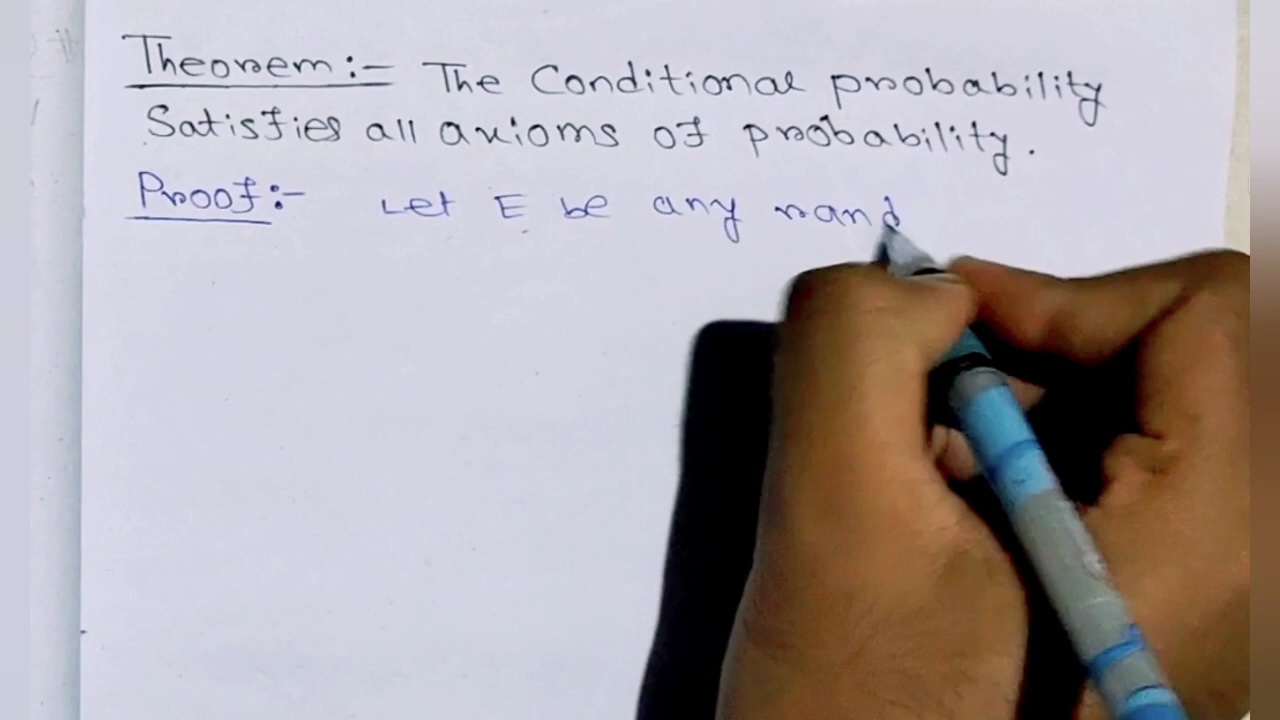 Theorem :- The Conditional probability
Satisfies all axioms of probability.
Proof :- Let E be any rand